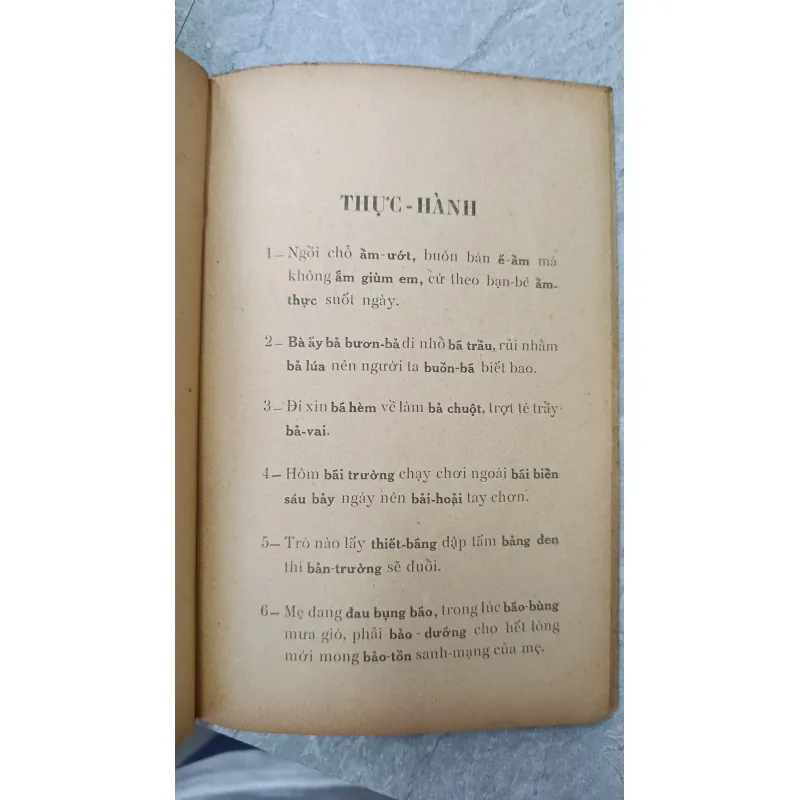 THỰC-HÀNH
1 — Ngồi chỗ ẩm-ướt, buôn bán ế-ẩm mà
không ẵm giùm em, cứ theo bạn-bè ẩm-
thực suốt ngày.
2 — Bà ấy bả bươn-bả đi nhổ bã trầu, rủi nhằm
bả lúa nên người ta buồn-bã biết bao.
3 — Đi xin bã hèm về làm bả chuột, trợt té trầy-
bả-vai.
4 — Hôm bãi trường chạy chơi ngoài bãi biển
sáu bảy ngày nên bải-hoải tay chơn.
5 — Trò nào lấy thiết-bảng đập tấm bảng đen
thì bản-trường sẽ đuổi.
6 — Mẹ đang đau bụng bão, trong lúc bão-bùng
mưa gió, phải bảo - dưỡng cho hết lòng
mới mong bảo-tồn sanh-mạng của mẹ.